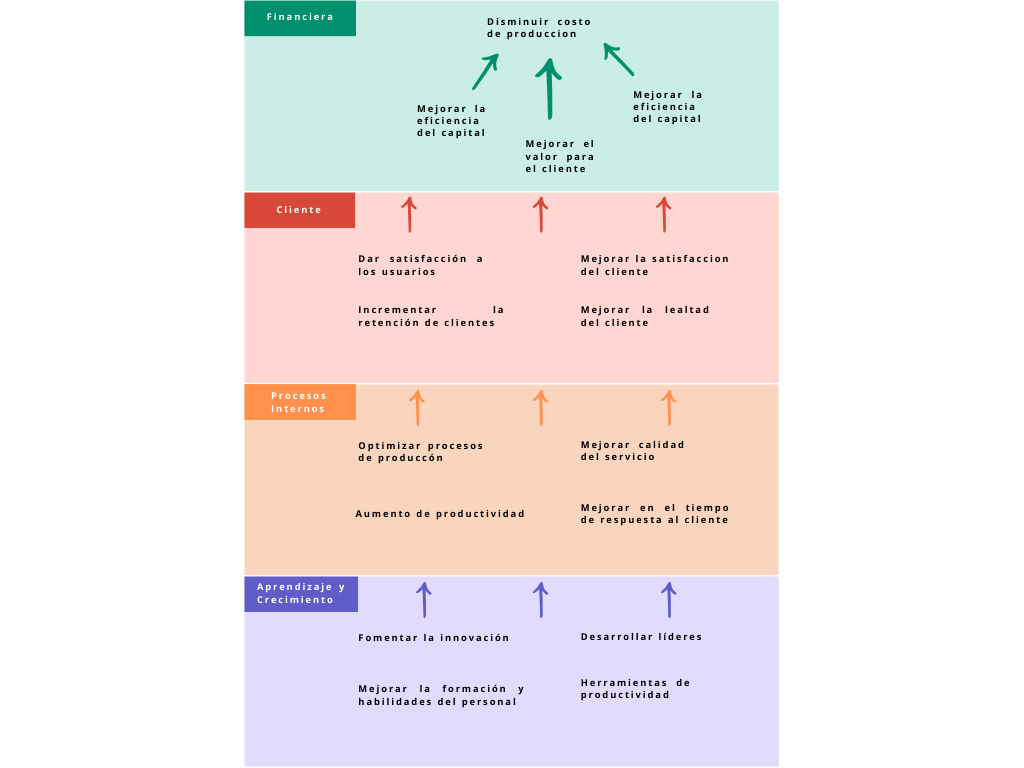 Financiera
Disminuir costo
de produccion
Mejorar la
eficiencia
del capital
Mejorar el
valor para
el cliente
Mejorar la
eficiencia
del capital
Cliente
Dar satisfacción a
los usuarios
Mejorar la satisfaccion
del cliente
Incrementar la
retención de clientes
Mejorar la lealtad
del cliente
Procesos
Internos
Optimizar procesos
de produccón
Mejorar calidad
del servicio
Aumento de productividad
Mejorar en el tiempo
de respuesta al cliente
Aprendizaje y
Crecimiento
Fomentar la innovación
Desarrollar líderes
Mejorar la formación y
habilidades del personal
Herramientas de
productividad